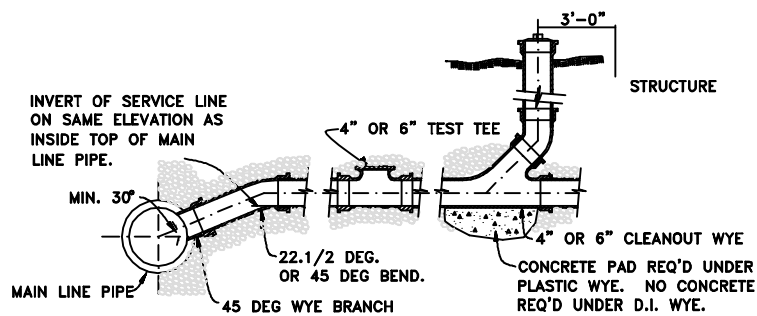 3'-0"
STRUCTURE
INVERT OF SERVICE LINE
ON SAME ELEVATION AS
INSIDE TOP OF MAIN
LINE PIPE.
4" OR 6" TEST TEE
MIN. 30°
22.1/2 DEG.
OR 45 DEG BEND.
4" OR 6" CLEANOUT WYE
CONCRETE PAD REQ'D UNDER
PLASTIC WYE. NO CONCRETE
REQ'D UNDER D.I. WYE.
MAIN LINE PIPE
45 DEG WYE BRANCH